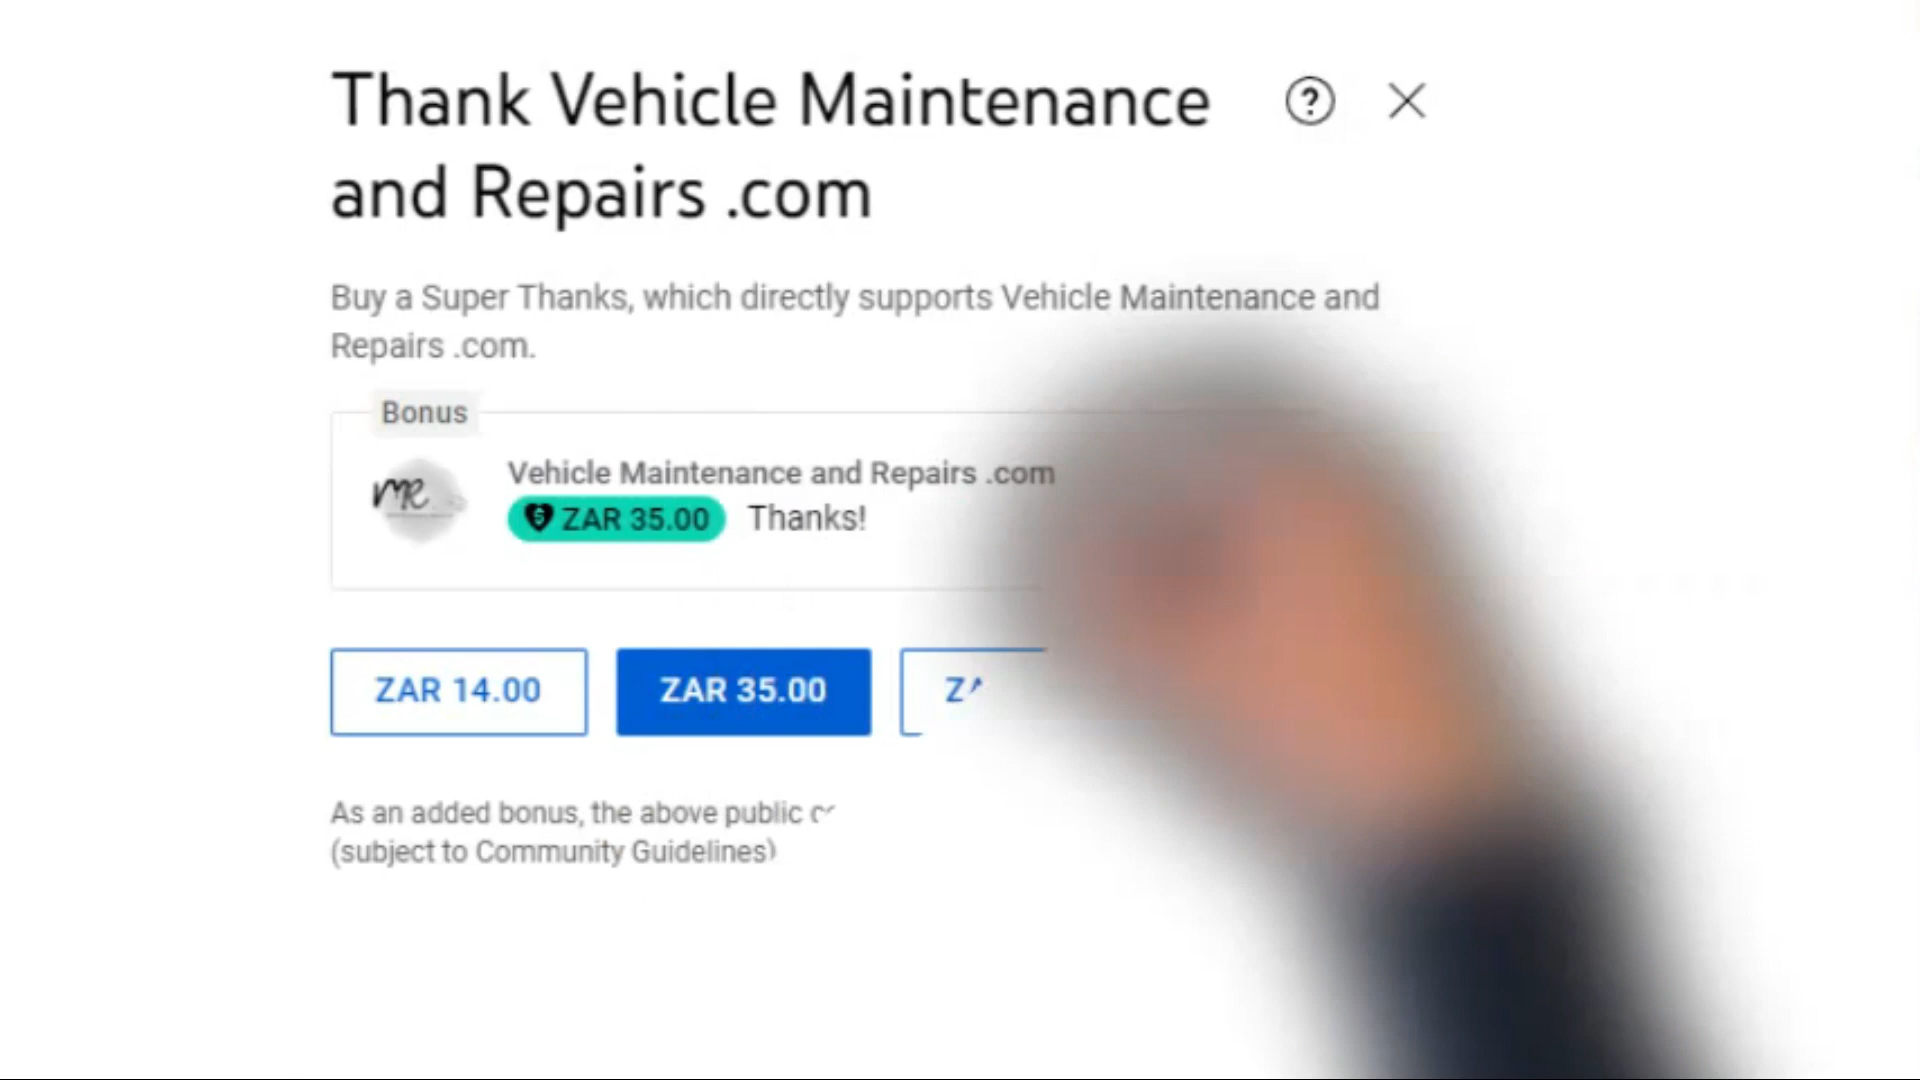 Thank Vehicle Maintenance
and Repairs .com
Buy a Super Thanks, which directly supports Vehicle Maintenance and
Repairs .com.
Bonus
Vehicle Maintenance and Repairs .com
ZAR 35.00 Thanks!
ZAR 14.00 ZAR 35.00
As an added bonus, the above public
(subject to Community Guidelines)